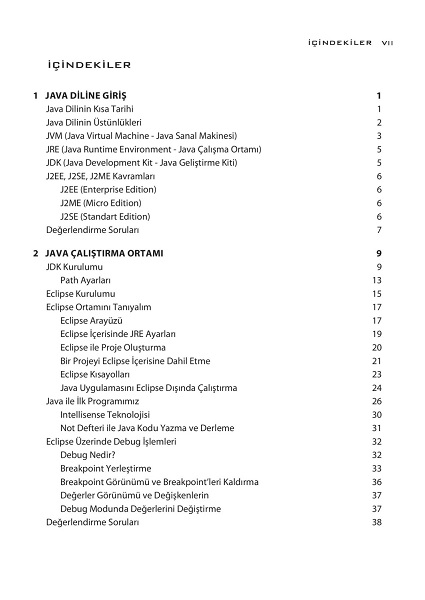 İÇİNDEKİLER VII
İÇİNDEKİLER
1 JAVA DİLİNE GİRİŞ 1
Java Dilinin Kısa Tarihi 1
Java Dilinin Üstünlükleri 2
JVM (Java Virtual Machine - Java Sanal Makinesi) 3
JRE (Java Runtime Environment - Java Çalışma Ortamı) 5
JDK (Java Development Kit - Java Geliştirme Kiti) 5
J2EE, J2SE, J2ME Kavramları 6
J2EE (Enterprise Edition) 6
J2ME (Micro Edition) 6
J2SE (Standart Edition) 6
Değerlendirme Soruları 7
2 JAVA ÇALIŞTIRMA ORTAMI 9
JDK Kurulumu 9
Path Ayarları 13
Eclipse Kurulumu 15
Eclipse Ortamını Tanıyalım 17
Eclipse Arayüzü 17
Eclipse İçerisinde JRE Ayarları 19
Eclipse ile Proje Oluşturma 20
Bir Projeyi Eclipse İçerisine Dahil Etme 21
Eclipse Kısayolları 23
Java Uygulamasını Eclipse Dışında Çalıştırma 24
Java ile İlk Programımız 26
Intellisense Teknolojisi 30
Not Defteri ile Java Kodu Yazma ve Derleme 31
Eclipse Üzerinde Debug İşlemleri 32
Debug Nedir? 32
Breakpoint Yerleştirme 33
Breakpoint Görünümü ve Breakpoint'leri Kaldırma 36
Değerler Görünümü ve Değişkenlerin 37
Debug Modunda Değerlerini Değiştirme 37
Değerlendirme Soruları 38